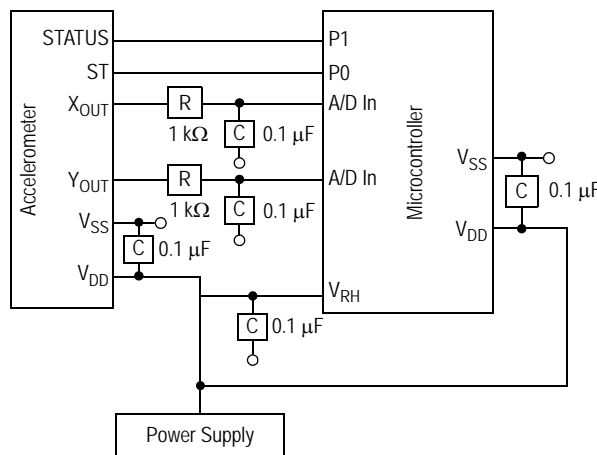 Accelerometer
STATUS
ST
XOUT
YOUT
VSS
VDD
R
1 kΩ
C
0.1 μF
R
1 kΩ
C
0.1 μF
C
0.1 μF
C
0.1 μF
Microcontroller
P1
P0
A/D In
A/D In
VRH
VSS
VDD
C
0.1 μF
Power Supply